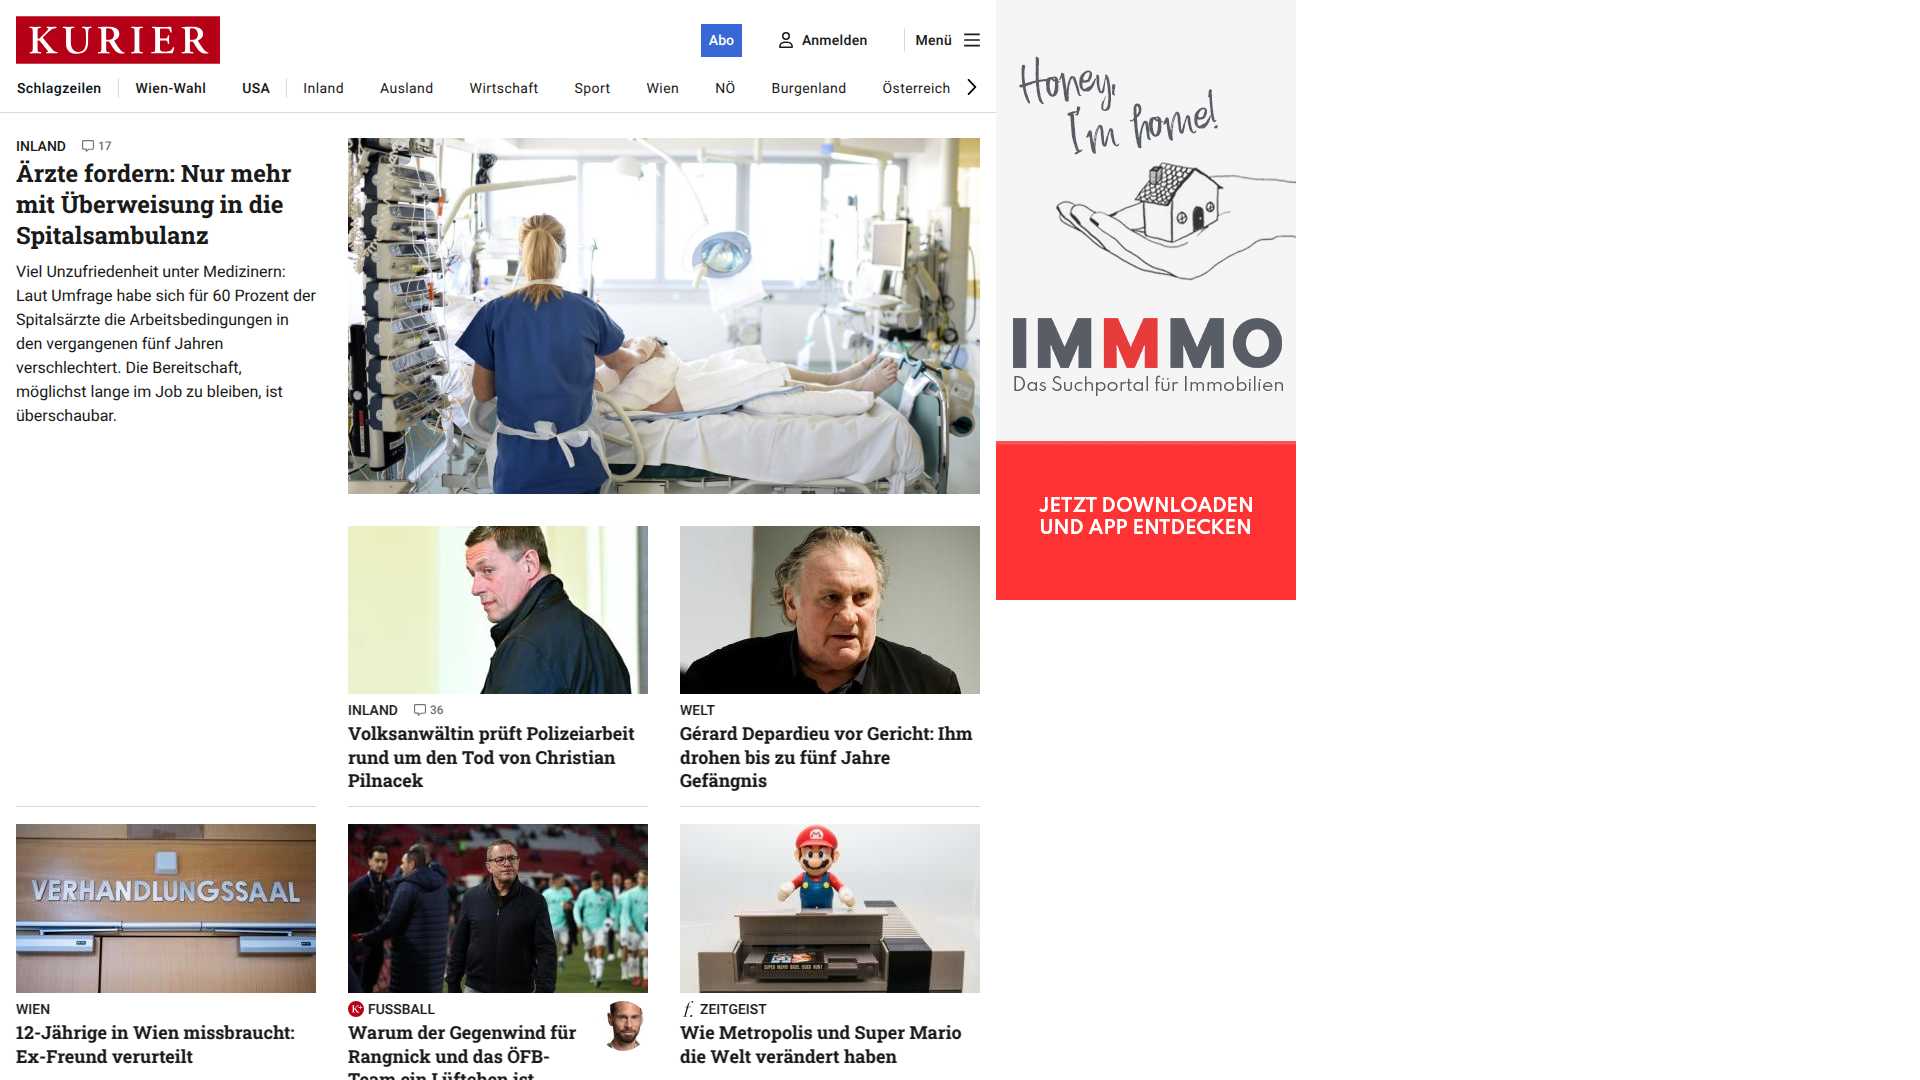 KURIER
Abo
Anmelden
Menü
Schlagzeilen
Wien-Wahl
USA
Inland
Ausland
Wirtschaft
Sport
Wien
NÖ
Burgenland
Österreich
INLAND 17
Ärzte fordern: Nur mehr
mit Überweisung in die
Spitalsambulanz
Viel Unzufriedenheit unter Medizinern:
Laut Umfrage habe sich für 60 Prozent der
Spitalsärzte die Arbeitsbedingungen in
den vergangenen fünf Jahren
verschlechtert. Die Bereitschaft,
möglichst lange im Job zu bleiben, ist
überschaubar.
INLAND 36
Volksanwältin prüft Polizeiarbeit
rund um den Tod von Christian
Pilnacek
WELT
Gérard Depardieu vor Gericht: Ihm
drohen bis zu fünf Jahre
Gefängnis
VERHANDLUNGSSAAL
WIEN
12-Jährige in Wien missbraucht:
Ex-Freund verurteilt
K+ FUSSBALL
Warum der Gegenwind für
Rangnick und das ÖFB-
Team ein Lüftchen ist
M
f. ZEITGEIST
Wie Metropolis und Super Mario
die Welt verändert haben
Honey,
I'm home!
IMMMO
Das Suchportal für Immobilien
JETZT DOWNLOADEN
UND APP ENTDECKEN